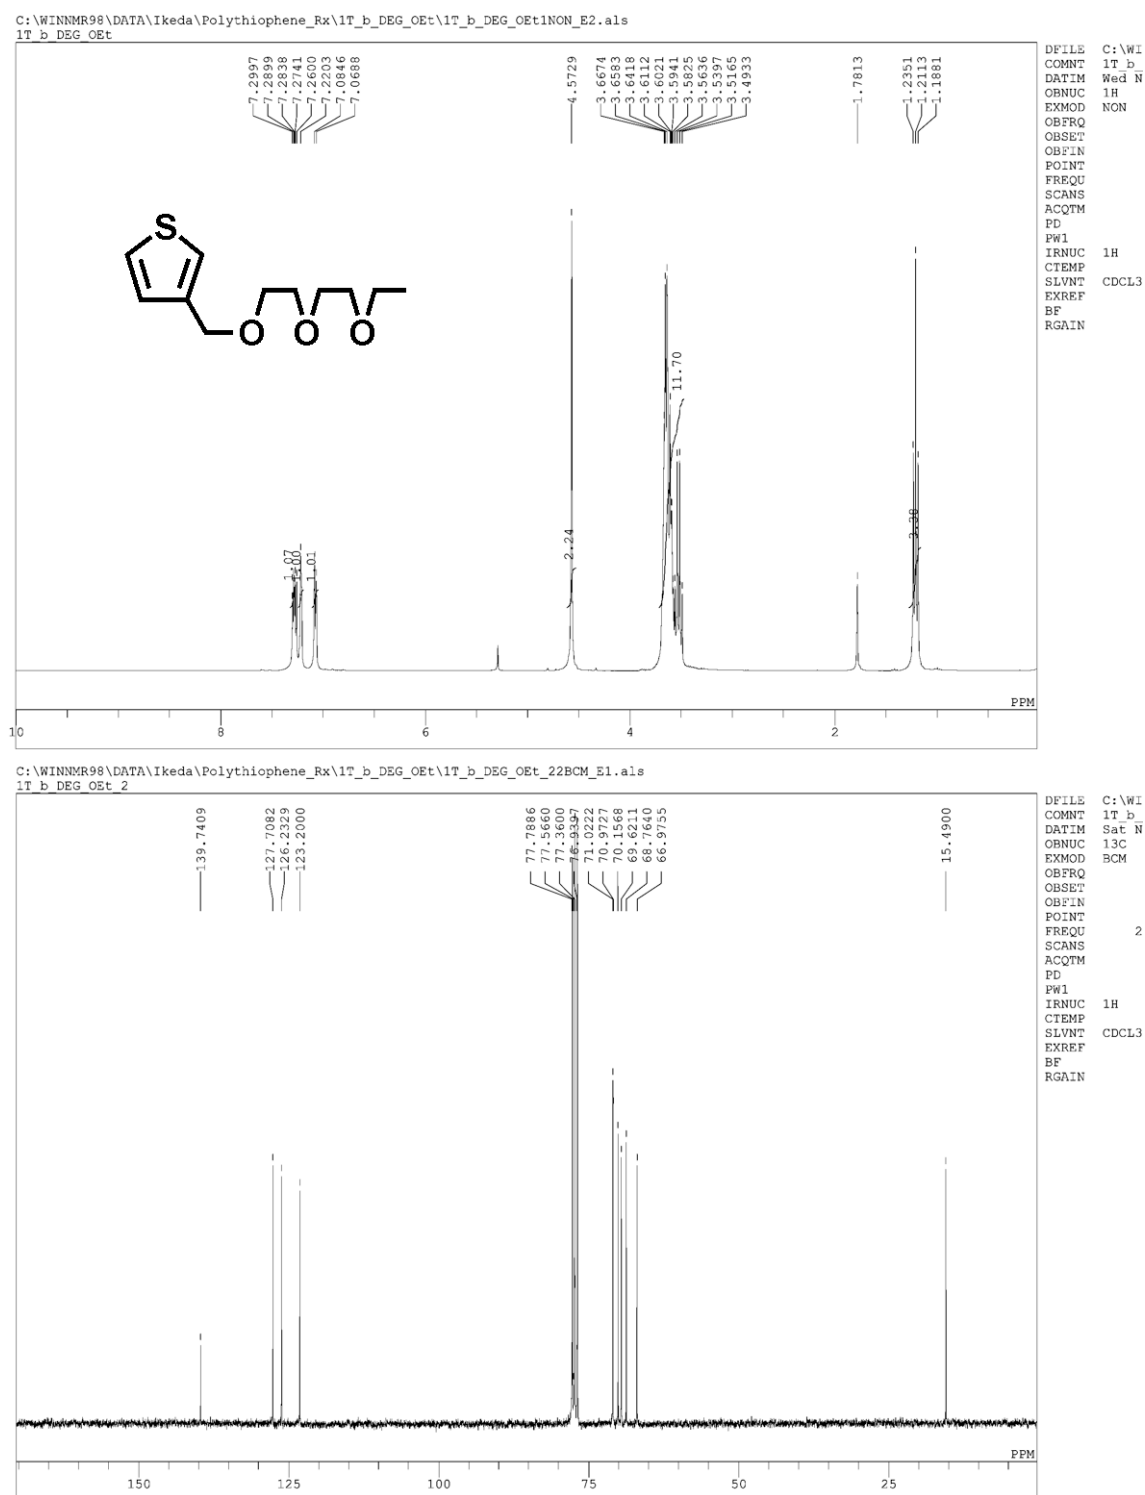 C:\WINNMR98\DATA\Ikeda\Polythiophene_Rx\1T_b_DEG_OEt\1T_b_DEG_OEt1NON_E2.als
1T_b_DEG_OEt
7.2997
7.2899
7.2838
7.2741
7.2600
7.2203
7.0846
7.0688
4.5729
3.6674
3.6583
3.6418
3.6112
3.6021
3.5941
3.5825
3.5636
3.5397
3.5165
3.4933
1.7813
1.2351
1.2113
1.1881
DFILE C:\WI
COMNT 1T_b_
DATIM Wed N
OBNUC 1H
EXMOD NON
OBFRQ
OBSET
OBFIN
POINT
FREQU
SCANS
ACQTM
PD
PW1
IRNUC 1H
CTEMP
SLVNT CDCL3
EXREF
BF
RGAIN
S
O
O
O
1.07
1.00
1.01
2.24
11.70
3.38
PPM
10 8 6 4 2
C:\WINNMR98\DATA\Ikeda\Polythiophene_Rx\1T_b_DEG_OEt\1T_b_DEG_OEt_22BCM_E1.als
1T_b_DEG_OEt_2
139.7409
127.7082
126.2329
123.2000
77.7886
77.5660
77.3600
76.9397
71.0222
70.9727
70.1568
69.6211
68.7640
66.9755
15.4900
DFILE C:\WI
COMNT 1T_b_
DATIM Sat N
OBNUC 13C
EXMOD BCM
OBFRQ
OBSET
OBFIN
POINT
FREQU 2
SCANS
ACQTM
PD
PW1
IRNUC 1H
CTEMP
SLVNT CDCL3
EXREF
BF
RGAIN
PPM
150 125 100 75 50 25